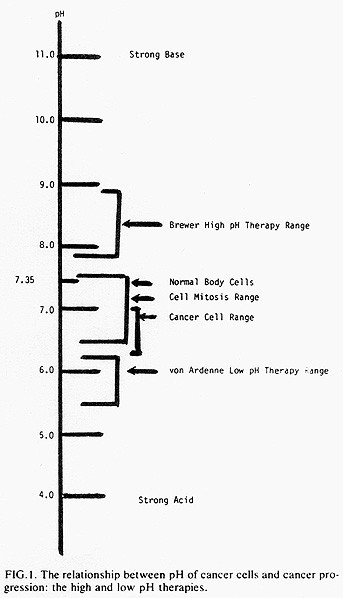 pH
11.0 Strong Base
10.0
9.0
Brewer High pH Therapy Range
8.0
7.35 Normal Body Cells
Cell Mitosis Range
7.0
Cancer Cell Range
6.0 von Ardenne Low pH Therapy Range
5.0
4.0
Strong Acid
FIG.1. The relationship between pH of cancer cells and cancer pro-
gression: the high and low pH therapies.